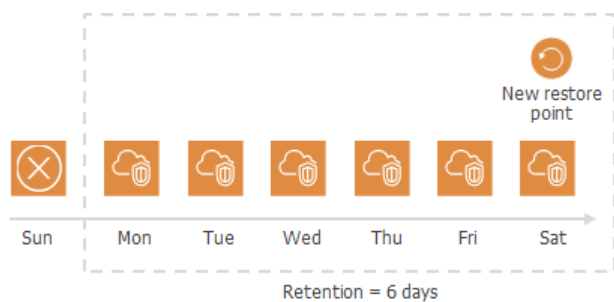 New restore
point
Sun Mon Tue Wed Thu Fri Sat
Retention = 6 days